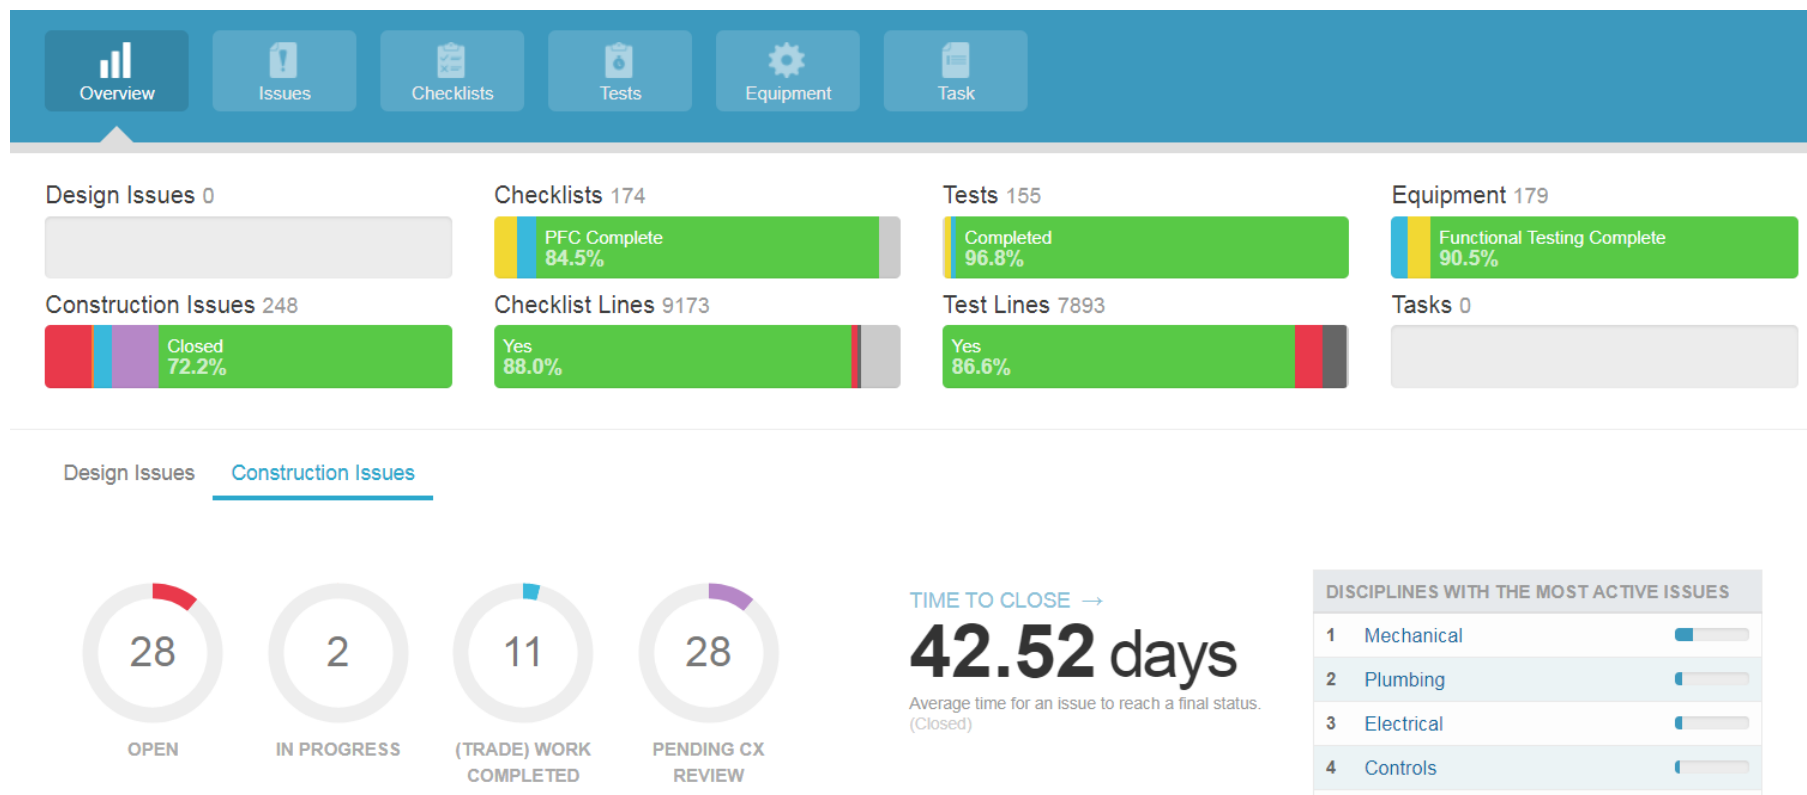 Overview
Issues
Checklists
Tests
Equipment
Task
Design Issues 0
Checklists 174
Tests 155
Equipment 179
PFC Complete
84.5%
Completed
96.8%
Functional Testing Complete
90.5%
Construction Issues 248
Checklist Lines 9173
Test Lines 7893
Tasks 0
Closed
72.2%
Yes
88.0%
Yes
86.6%
Design Issues
Construction Issues
28
OPEN
2
IN PROGRESS
11
(TRADE) WORK
COMPLETED
28
PENDING CX
REVIEW
TIME TO CLOSE →
42.52 days
Average time for an issue to reach a final status.
(Closed)
DISCIPLINES WITH THE MOST ACTIVE ISSUES
1 Mechanical
2 Plumbing
3 Electrical
4 Controls